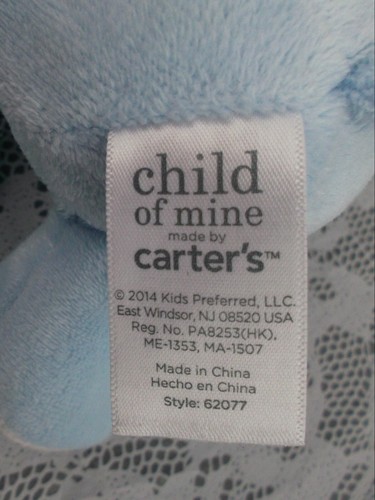 child
of mine
made by
carter's™
© 2014 Kids Preferred, LLC.
East Windsor, NJ 08520 USA
Reg. No. PA8253(HK),
ME-1353, MA-1507
Made in China
Hecho en China
Style: 62077